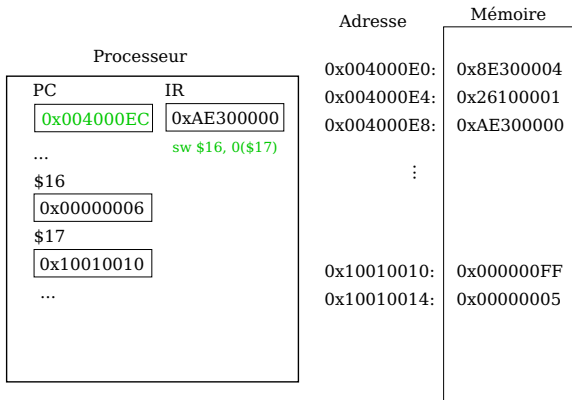 Processeur
PC
IR
0x004000EC
0xAE300000
sw $16, 0($17)
...
$16
0x00000006
$17
0x10010010
...
Adresse
Mémoire
0x004000E0: 0x8E300004
0x004000E4: 0x26100001
0x004000E8: 0xAE300000
⋮
0x10010010: 0x000000FF
0x10010014: 0x00000005